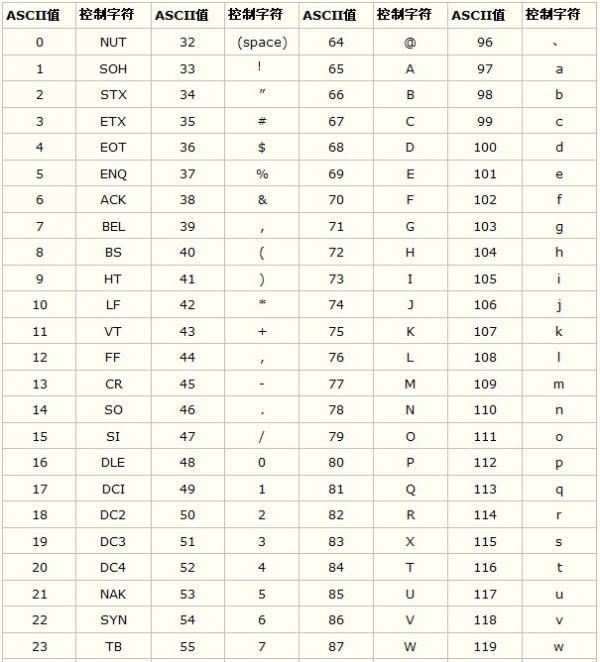 ASCII值 控制字符 ASCII值 控制字符 ASCII值 控制字符 ASCII值 控制字符
0 NUT 32 (space) 64 @ 96 、
1 SOH 33 ! 65 A 97 a
2 STX 34 ” 66 B 98 b
3 ETX 35 # 67 C 99 c
4 EOT 36 $ 68 D 100 d
5 ENQ 37 % 69 E 101 e
6 ACK 38 & 70 F 102 f
7 BEL 39 , 71 G 103 g
8 BS 40 ( 72 H 104 h
9 HT 41 ) 73 I 105 i
10 LF 42 * 74 J 106 j
11 VT 43 + 75 K 107 k
12 FF 44 , 76 L 108 l
13 CR 45 - 77 M 109 m
14 SO 46 . 78 N 110 n
15 SI 47 / 79 O 111 o
16 DLE 48 0 80 P 112 p
17 DCI 49 1 81 Q 113 q
18 DC2 50 2 82 R 114 r
19 DC3 51 3 83 X 115 s
20 DC4 52 4 84 T 116 t
21 NAK 53 5 85 U 117 u
22 SYN 54 6 86 V 118 v
23 TB 55 7 87 W 119 w